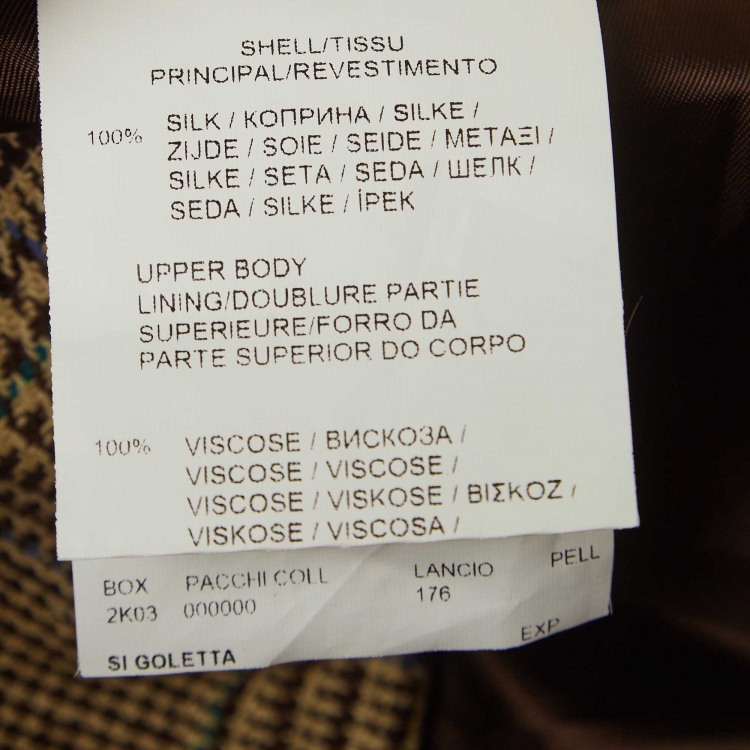 SHELL/TISSU
PRINCIPAL/REVESTIMENTO
100% SILK / КОПРИНА / SILKE /
ZIJDE / SOIE / SEIDE / ΜΕΤΑΞΙ /
SILKE / SETA / SEDA / ШЕЛК /
SEDA / SILKE / İPEK
UPPER BODY
LINING/DOUBLURE PARTIE
SUPERIEURE/FORRO DA
PARTE SUPERIOR DO CORPO
100% VISCOSE / ВИСКОЗА /
VISCOSE / VISCOSE /
VISCOSE / VISKOSE / ΒΙΣΚΟΖ /
VISKOSE / VISCOSA /
BOX PACCHI COLL LANCIO PELL
2K03 000000 176
EXP
SI GOLETTA